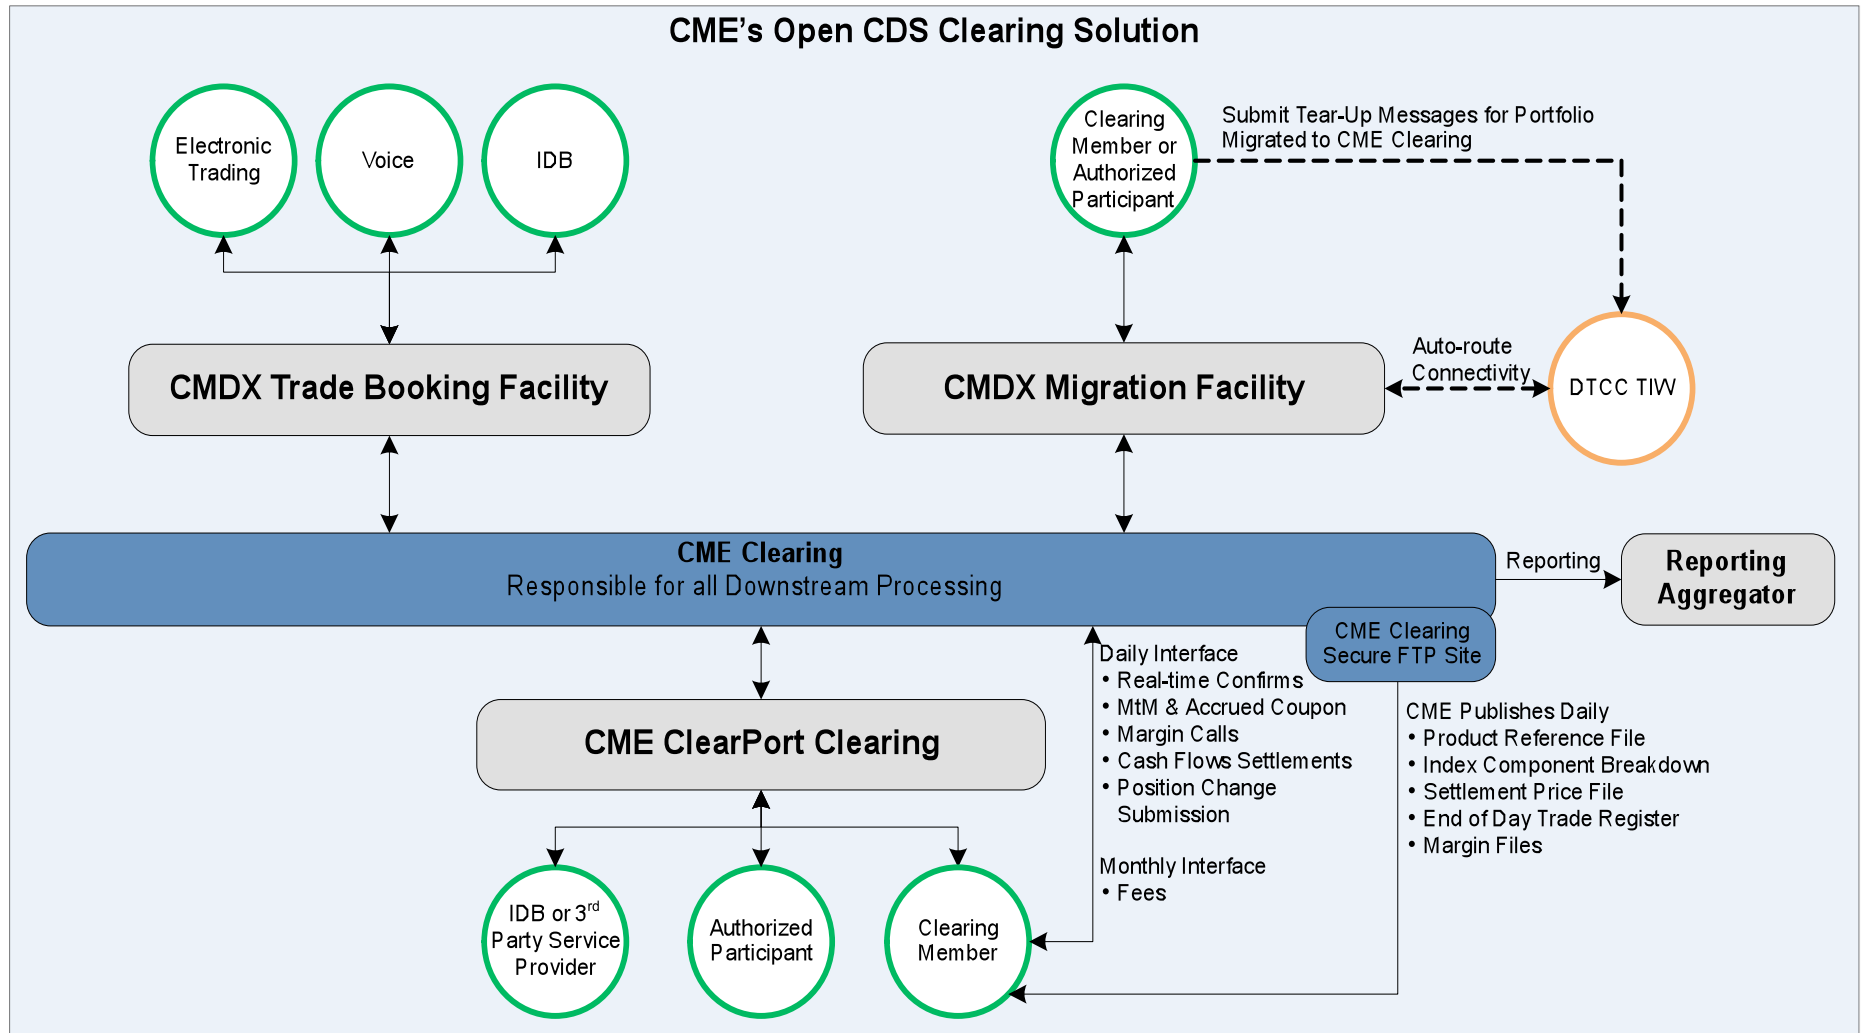 CME's Open CDS Clearing Solution
Electronic
Trading
Voice
IDB
Clearing
Member or
Authorized
Participant
Submit Tear-Up Messages for Portfolio
Migrated to CME Clearing
CMDX Trade Booking Facility
CMDX Migration Facility
Auto-route
Connectivity
DTCC TIW
CME Clearing
Responsible for all Downstream Processing
Reporting
Reporting
Aggregator
CME Clearing
Secure FTP Site
CME ClearPort Clearing
Daily Interface
• Real-time Confirms
• MtM & Accrued Coupon
• Margin Calls
• Cash Flows Settlements
• Position Change
Submission
Monthly Interface
• Fees
CME Publishes Daily
• Product Reference File
• Index Component Breakdown
• Settlement Price File
• End of Day Trade Register
• Margin Files
IDB or 3rd
Party Service
Provider
Authorized
Participant
Clearing
Member